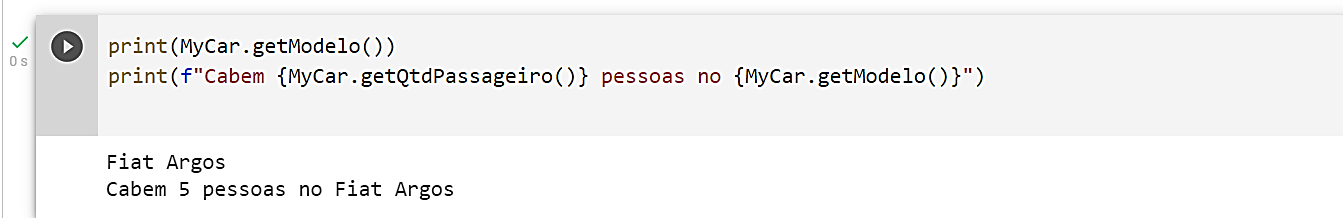 print(MyCar.getModelo())
0 s
print(f"Cabem {MyCar.getQtdPassageiro()} pessoas no {MyCar.getModelo()}")
Fiat Argos
Cabem 5 pessoas no Fiat Argos